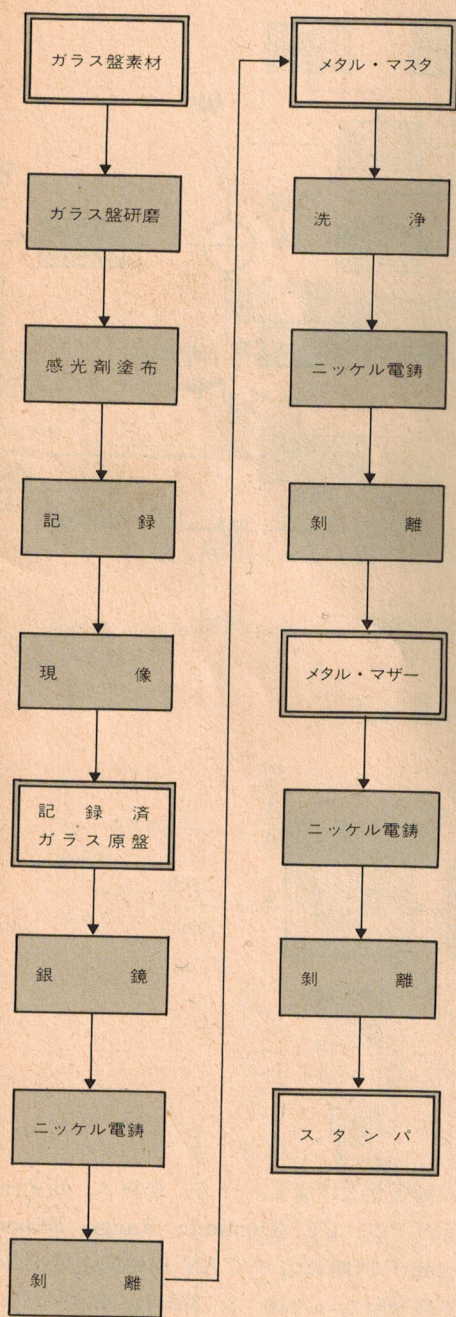 ガラス盤素材
ガラス盤研磨
感光剤塗布
記録
現像
記録済
ガラス原盤
銀鏡
ニッケル電鋳
剝離
メタル・マスタ
洗浄
ニッケル電鋳
剝離
メタル・マザー
ニッケル電鋳
剝離
スタンパ